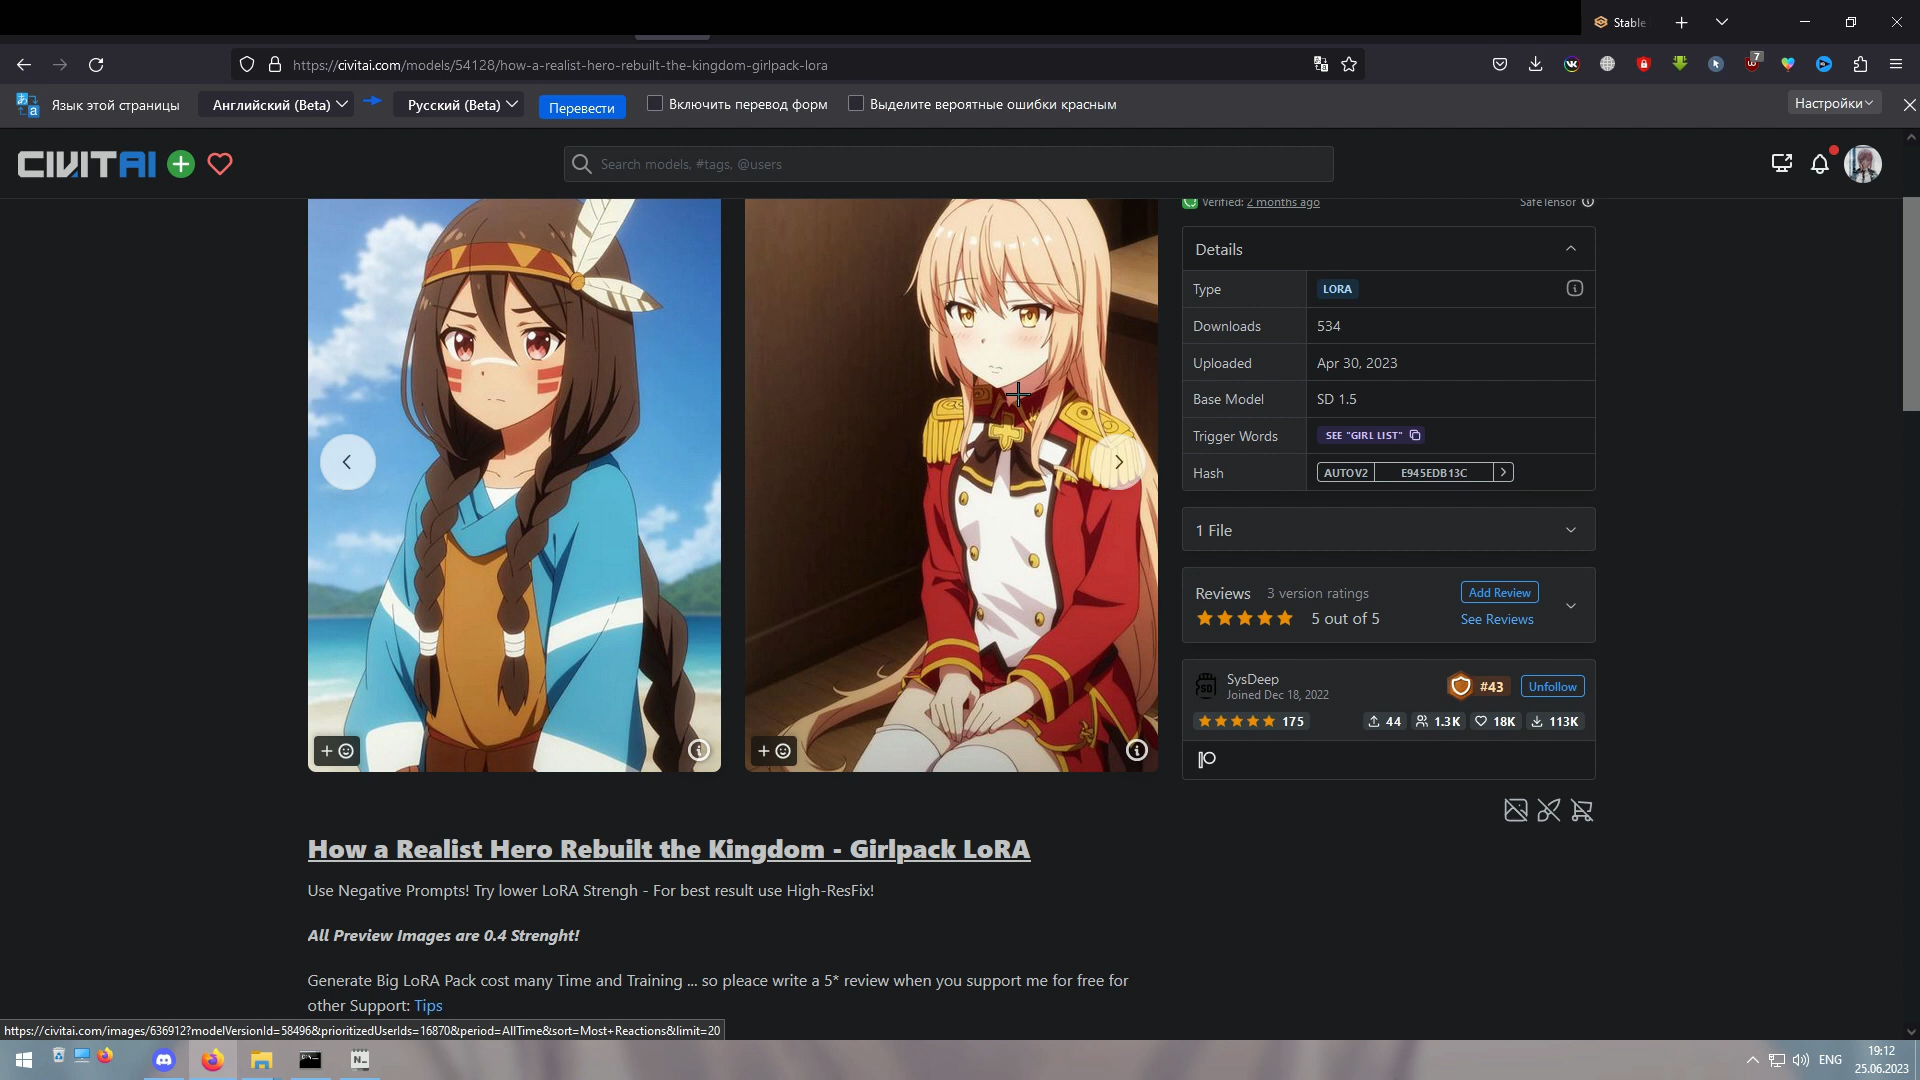 Stable
https://civitai.com/models/54128/how-a-realist-hero-rebuilt-the-kingdom-girlpack-lora
7
Язык этой страницы
Английский (Beta)
Русский (Beta)
Перевести
Включить перевод форм
Выделите вероятные ошибки красным
Настройки
CIVITAI
Search models, #tags, @users
Verified: 2 months ago
SafeTensor
Details
Type
LORA
Downloads
534
Uploaded
Apr 30, 2023
Base Model
SD 1.5
Trigger Words
SEE "GIRL LIST"
Hash
AUTOV2
E945EDB13C
1 File
Reviews
3 version ratings
Add Review
5 out of 5
See Reviews
SD
SysDeep
Joined Dec 18, 2022
#43
Unfollow
175
44
1.3K
18K
113K
How a Realist Hero Rebuilt the Kingdom - Girlpack LoRA
Use Negative Prompts! Try lower LoRA Strengh - For best result use High-ResFix!
All Preview Images are 0.4 Strenght!
Generate Big LoRA Pack cost many Time and Training ... so pleace write a 5* review when you support me for free for
other Support: Tips
https://civitai.com/images/636912?modelVersionId=58496&prioritizedUserIds=16870&period=AllTime&sort=Most+Reactions&limit=20
N...
ENG
19:12
25.06.2023